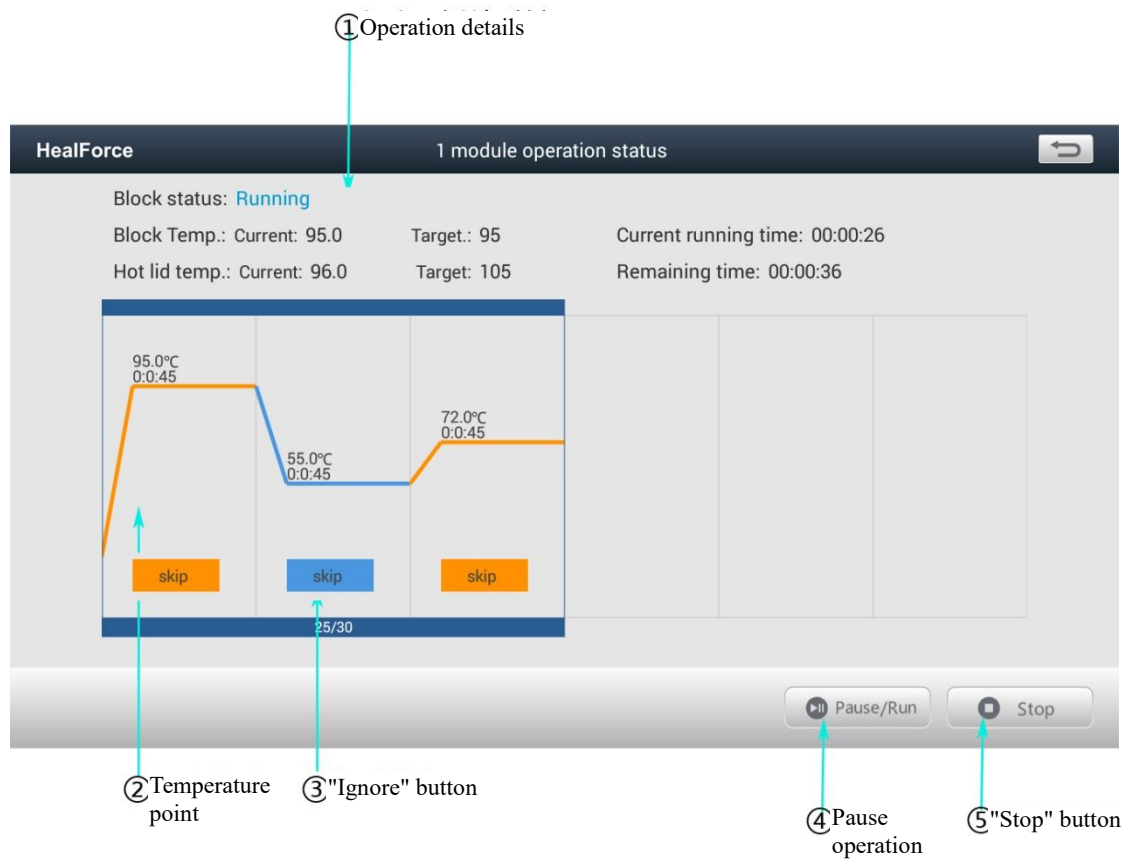 ①Operation details
HealForce 1 module operation status
Block status: Running
Block Temp.: Current: 95.0 Target.: 95 Current running time: 00:00:26
Hot lid temp.: Current: 96.0 Target: 105 Remaining time: 00:00:36
95.0℃
0:0:45
72.0℃
0:0:45
55.0℃
0:0:45
skip skip skip
25/30
Pause/Run Stop
②Temperature point
③"Ignore" button
④Pause operation
⑤"Stop" button